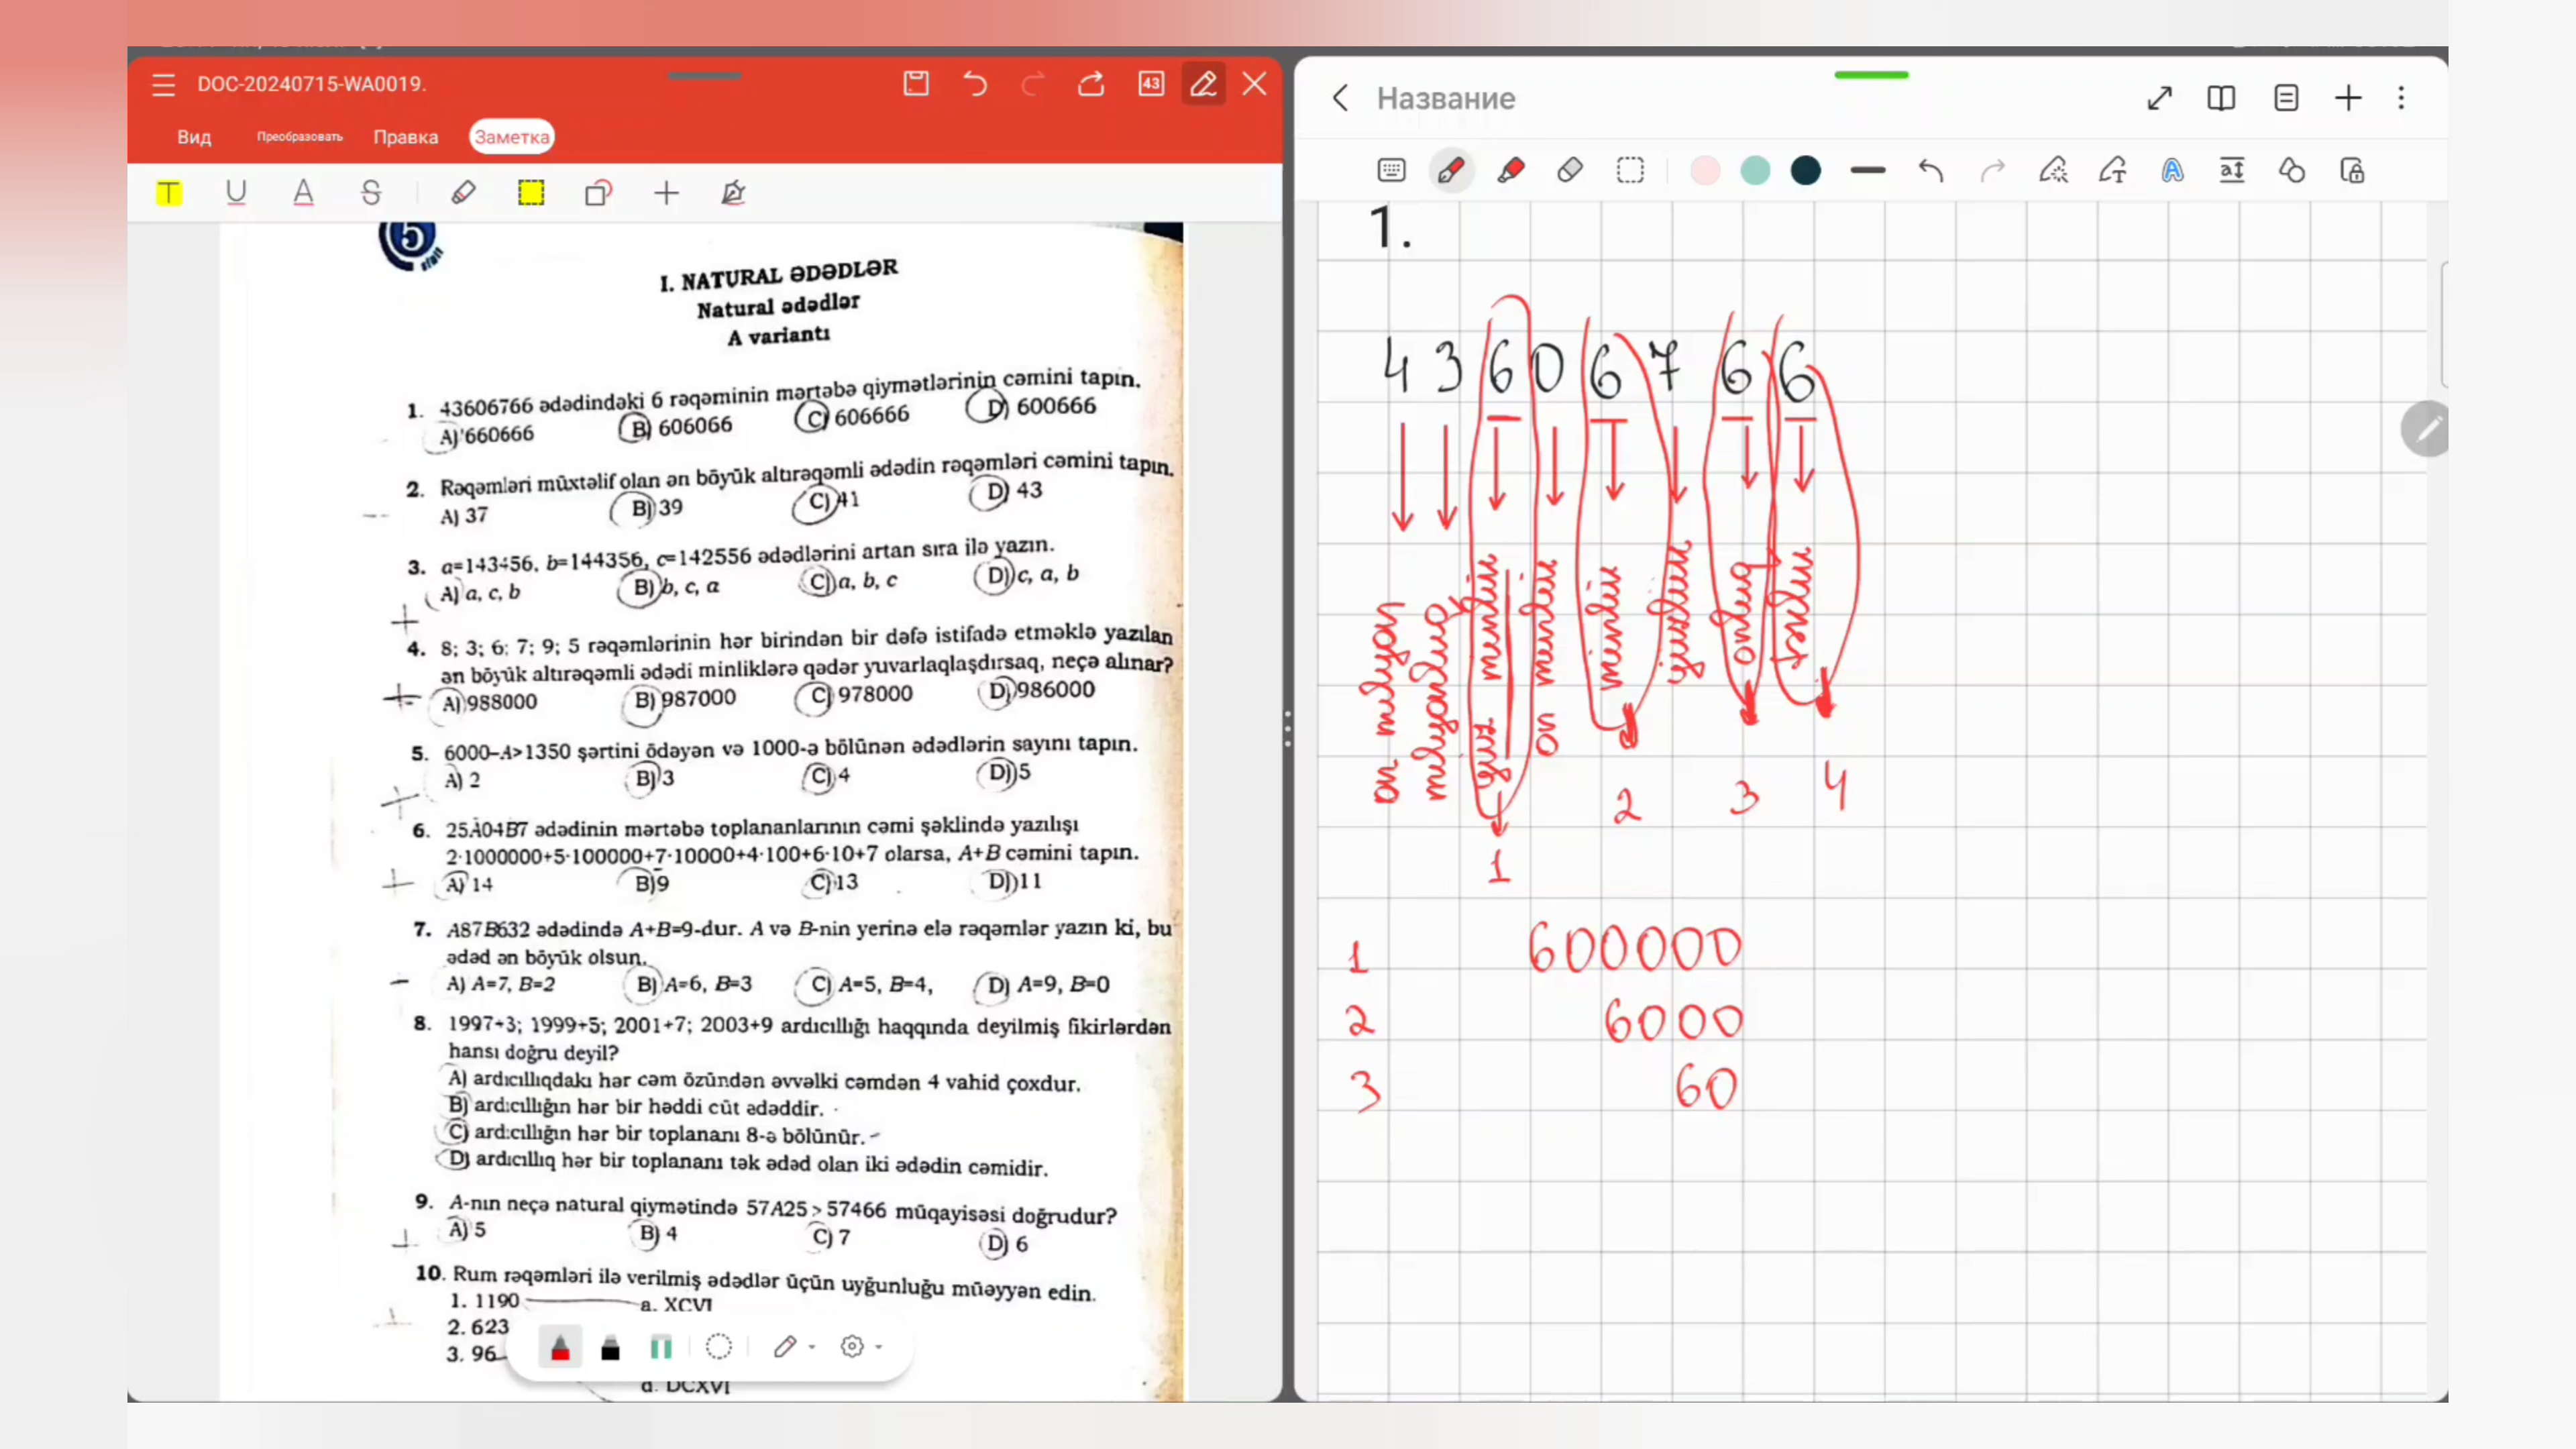 DOC-20240715-WA0019.
43
Вид Преобразовать Правка Заметка
5
sinif
I. NATURAL ƏDƏDLƏR
Natural ədədlər
A variantı
1. 43606766 ədədindəki 6 rəqəminin mərtəbə qiymətlərinin cəmini tapın.
A) 660666 B) 606066 C) 606666 D) 600666
2. Rəqəmləri müxtəlif olan ən böyük altırəqəmli ədədin rəqəmləri cəmini tapın.
A) 37 B) 39 C) 41 D) 43
3. a=143456, b=144356, c=142556 ədədlərini artan sıra ilə yazın.
A) a, c, b B) b, c, a C) a, b, c D) c, a, b
4. 8; 3; 6; 7; 9; 5 rəqəmlərinin hər birindən bir dəfə istifadə etməklə yazılan
ən böyük altırəqəmli ədədi minliklərə qədər yuvarlaqlaşdırsaq, neçə alınar?
A) 988000 B) 987000 C) 978000 D) 986000
5. 6000–A>1350 şərtini ödəyən və 1000-ə bölünən ədədlərin sayını tapın.
A) 2 B) 3 C) 4 D) 5
6. 25A04B7 ədədinin mərtəbə toplananlarının cəmi şəklində yazılışı
2·1000000+5·100000+7·10000+4·100+6·10+7 olarsa, A+B cəmini tapın.
A) 14 B) 9 C) 13 D) 11
7. A87B632 ədədində A+B=9-dur. A və B-nin yerinə elə rəqəmlər yazın ki, bu
ədəd ən böyük olsun.
A) A=7, B=2 B) A=6, B=3 C) A=5, B=4, D) A=9, B=0
8. 1997+3; 1999+5; 2001+7; 2003+9 ardıcıllığı haqqında deyilmiş fikirlərdən
hansı doğru deyil?
A) ardıcıllıqdakı hər cəm özündən əvvəlki cəmdən 4 vahid çoxdur.
B) ardıcıllığın hər bir həddi cüt ədəddir.
C) ardıcıllığın hər bir toplananı 8-ə bölünür.
D) ardıcıllıq hər bir toplananı tək ədəd olan iki ədədin cəmidir.
9. A-nın neçə natural qiymətində 57A25 > 57466 müqayisəsi doğrudur?
A) 5 B) 4 C) 7 D) 6
10. Rum rəqəmləri ilə verilmiş ədədlər üçün uyğunluğu müəyyən edin.
1. 1190 a. XCVI
2. 623
3. 96
d. DCXVI
Название
1.
4 3 6 0 6 7 6 6
on milyon
milyonluq
yüz minlik
on minlik
minlik
yüzlük
onluq
təklik
1 2 3 4
1 600000
2 6000
3 60